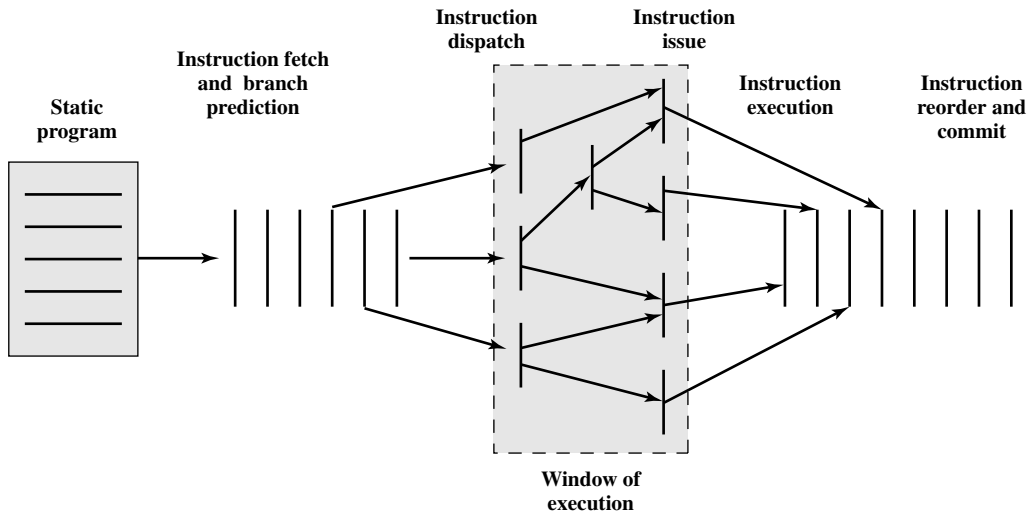 Static
program
Instruction fetch
and branch
prediction
Instruction
dispatch
Instruction
issue
Instruction
execution
Instruction
reorder and
commit
Window of
execution